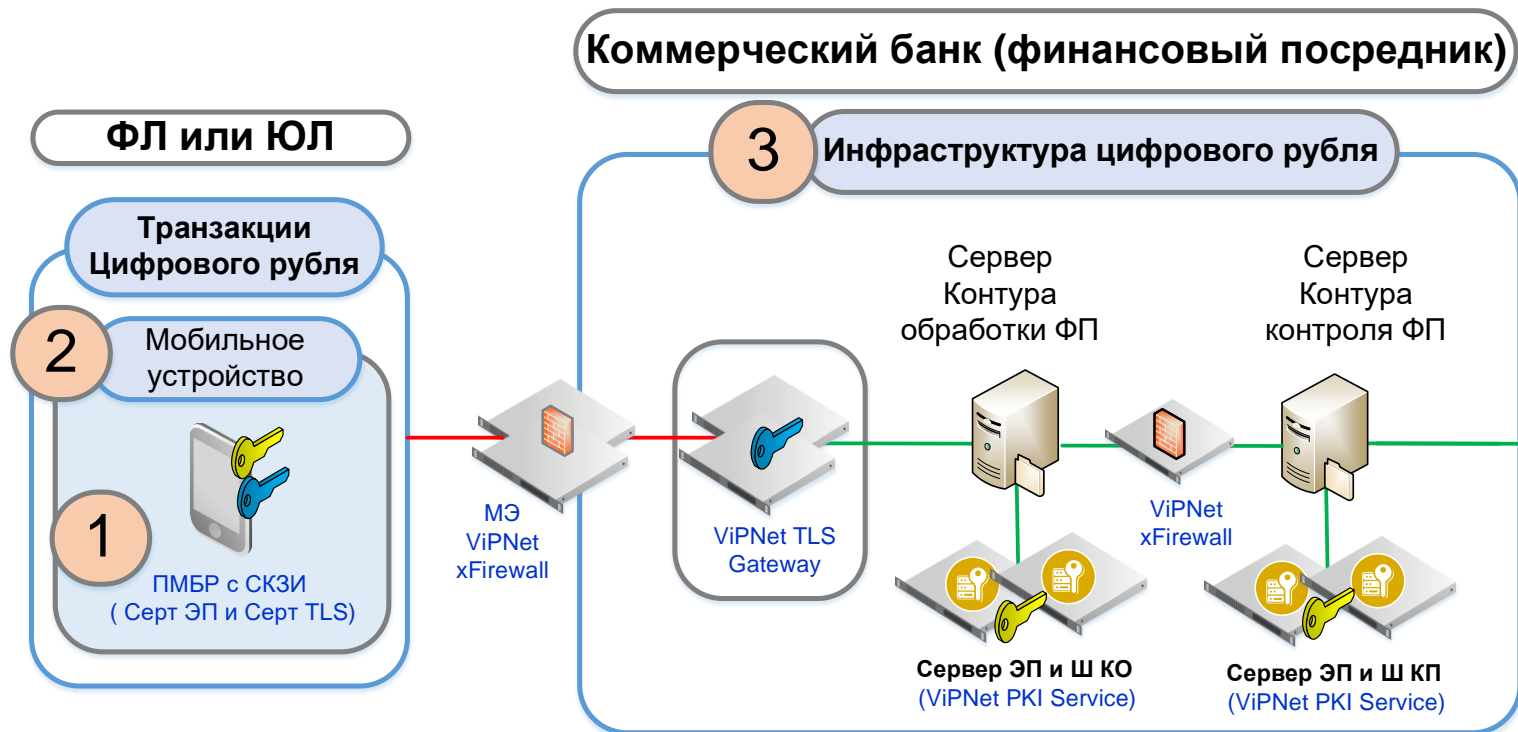 Коммерческий банк (финансовый посредник)
ФЛ или ЮЛ
3
Инфраструктура цифрового рубля
Транзакции
Цифрового рубля
2
Мобильное
устройство
1
ПМБР с СКЗИ
( Серт ЭП и Серт TLS)
МЭ
ViPNet
xFirewall
ViPNet TLS
Gateway
Сервер
Контура
обработки ФП
Сервер
Контура
контроля ФП
ViPNet
xFirewall
Сервер ЭП и Ш КО
(ViPNet PKI Service)
Сервер ЭП и Ш КП
(ViPNet PKI Service)